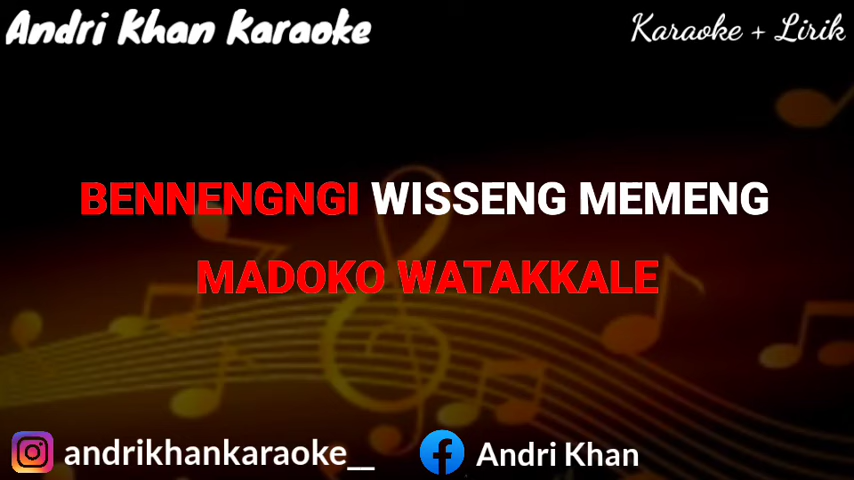 Andri Khan Karaoke
Karaoke + Lirik
BENNENGNGI WISSENG MEMENG
MADOKO WATAKKALE
andrikhankaraoke__
Andri Khan